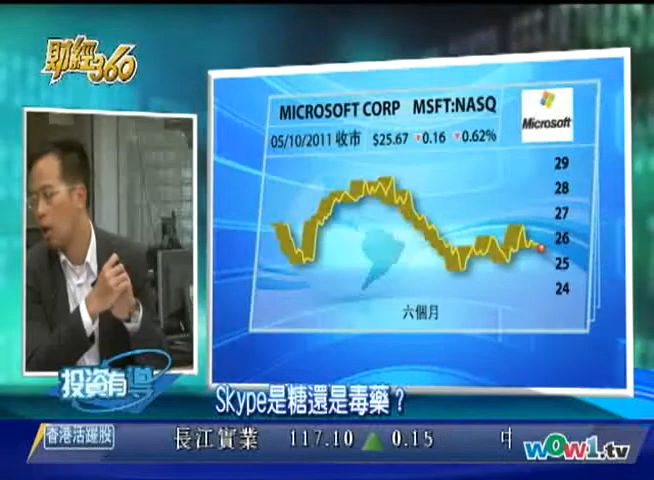 財經360
MICROSOFT CORP MSFT:NASQ
Microsoft
05/10/2011 收市 $25.67 ▼0.16 ▼0.62%
29
28
27
26
25
24
六個月
投資有道
Skype是糖還是毒藥？
香港活躍股 長江實業 117.10 ▲ 0.15 中
wow1.tv